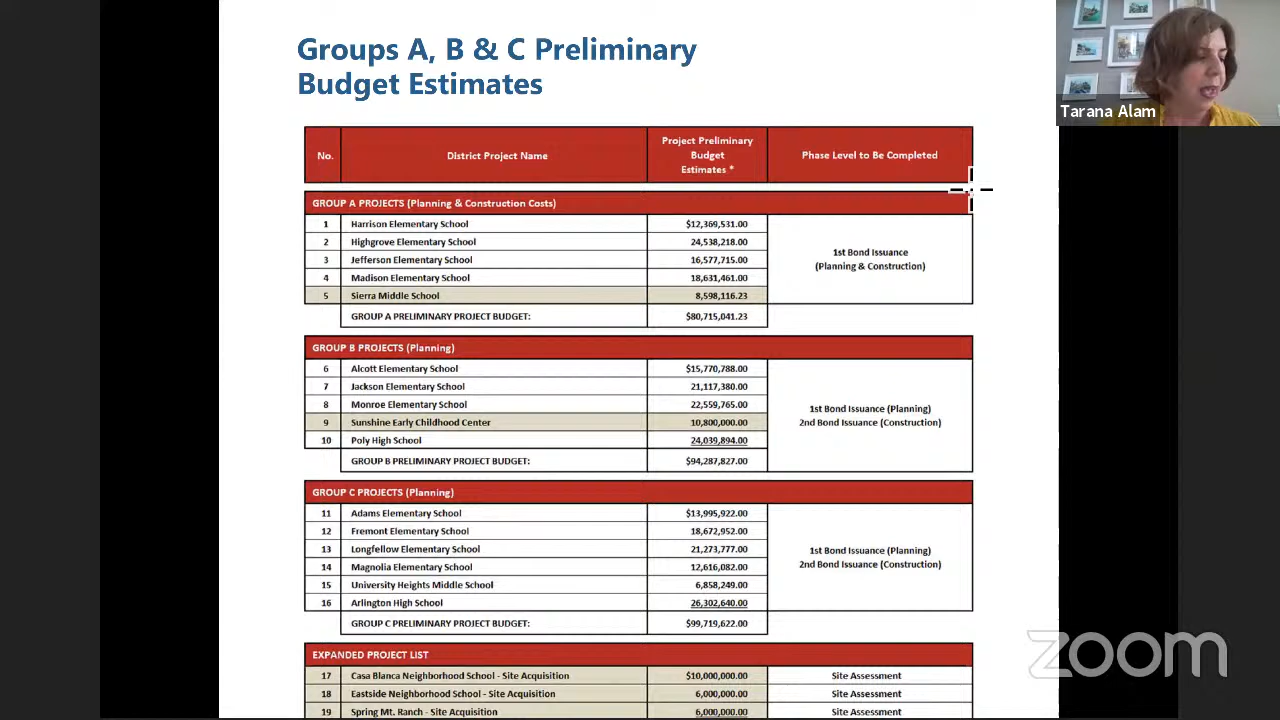 Groups A, B & C Preliminary
Budget Estimates
Tarana Alam
No. District Project Name Project Preliminary Budget Estimates * Phase Level to Be Completed
GROUP A PROJECTS (Planning & Construction Costs)
1 Harrison Elementary School $12,369,531.00
2 Highgrove Elementary School 24,538,218.00
3 Jefferson Elementary School 16,577,715.00
4 Madison Elementary School 18,631,461.00
5 Sierra Middle School 8,598,116.23
1st Bond Issuance
(Planning & Construction)
GROUP A PRELIMINARY PROJECT BUDGET: $80,715,041.23
GROUP B PROJECTS (Planning)
6 Alcott Elementary School $15,770,788.00
7 Jackson Elementary School 21,117,380.00
8 Monroe Elementary School 22,559,765.00
9 Sunshine Early Childhood Center 10,800,000.00
10 Poly High School 24,039,894.00
1st Bond Issuance (Planning)
2nd Bond Issuance (Construction)
GROUP B PRELIMINARY PROJECT BUDGET: $94,287,827.00
GROUP C PROJECTS (Planning)
11 Adams Elementary School $13,995,922.00
12 Fremont Elementary School 18,672,952.00
13 Longfellow Elementary School 21,273,777.00
14 Magnolia Elementary School 12,616,082.00
15 University Heights Middle School 6,858,249.00
16 Arlington High School 26,302,640.00
1st Bond Issuance (Planning)
2nd Bond Issuance (Construction)
GROUP C PRELIMINARY PROJECT BUDGET: $99,719,622.00
EXPANDED PROJECT LIST
17 Casa Blanca Neighborhood School - Site Acquisition $10,000,000.00 Site Assessment
18 Eastside Neighborhood School - Site Acquisition 6,000,000.00 Site Assessment
19 Spring Mt. Ranch - Site Acquisition 6,000,000.00 Site Assessment
zoom